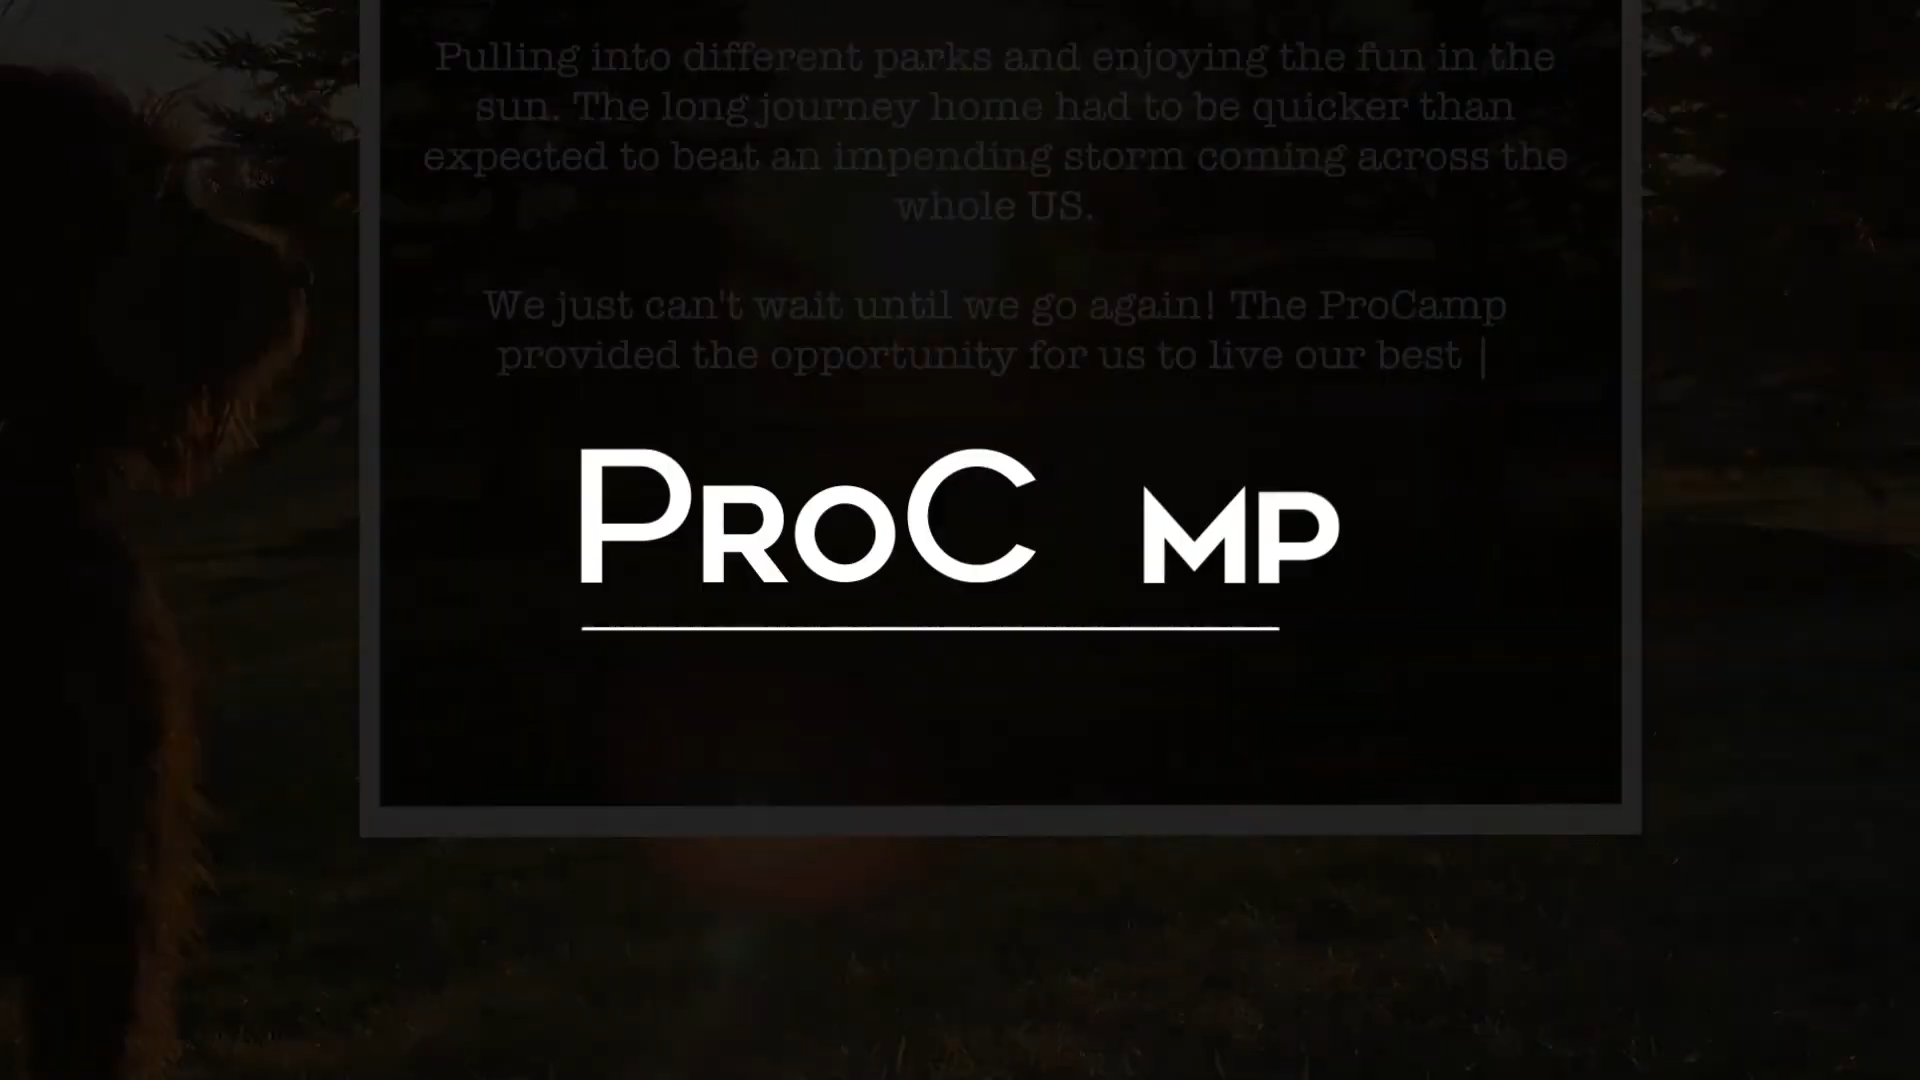 Pulling into different parks and enjoying the fun in the
sun. The long journey home had to be quicker than
expected to beat an impending storm coming across the
whole US.
We just can't wait until we go again! The ProCamp
provided the opportunity for us to live our best |
ProC mp